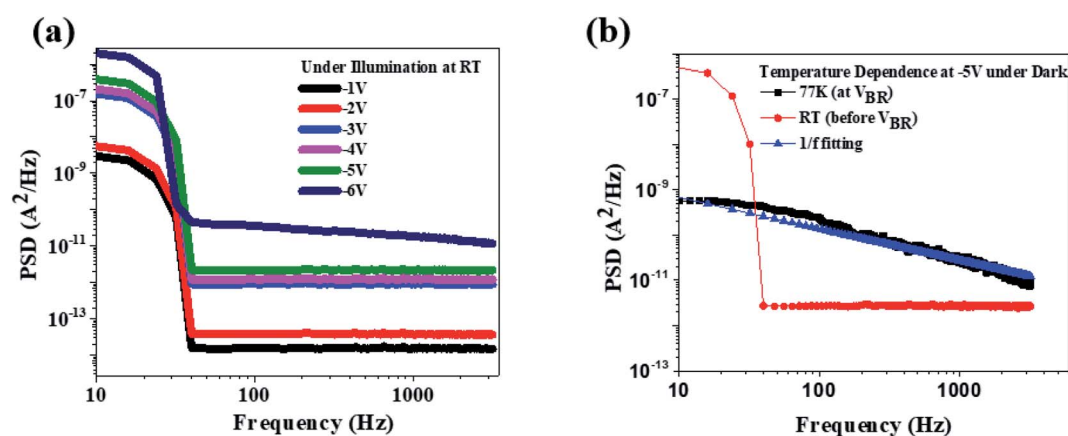 (a)
PSD (A²/Hz)
10⁻⁷
10⁻⁹
10⁻¹¹
10⁻¹³
Under Illumination at RT
-1V
-2V
-3V
-4V
-5V
-6V
10
100
1000
Frequency (Hz)
(b)
PSD (A²/Hz)
10⁻⁷
10⁻⁹
10⁻¹¹
10⁻¹³
Temperature Dependence at -5V under Dark
77K (at V_BR)
RT (before V_BR)
1/f fitting
10
100
1000
Frequency (Hz)